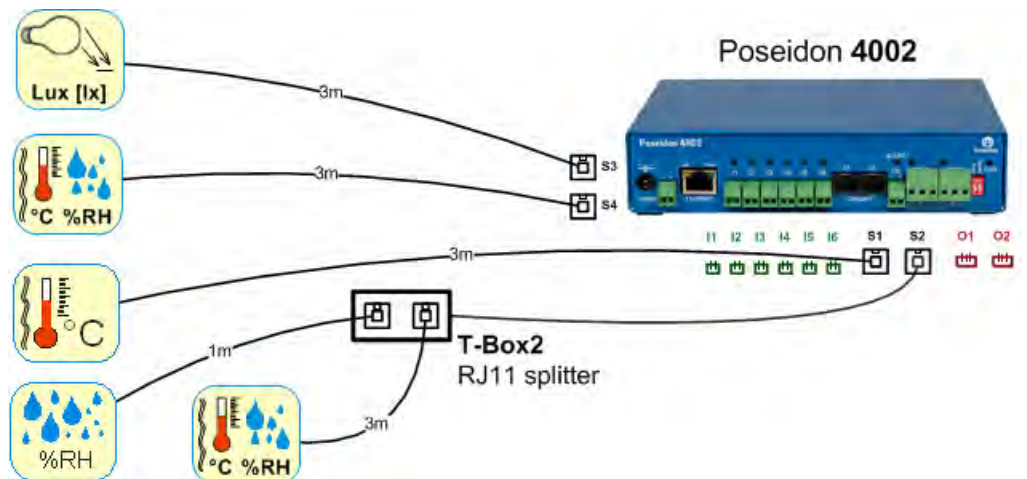 Poseidon 4002
Lux [lx]
3m
S3
°C %RH
3m
S4
Poseidon 4002
I1 I2 I3 I4 I5 I6 S1 S2 O1 O2
3m
°C
1m
T-Box2
RJ11 splitter
%RH
3m
°C %RH